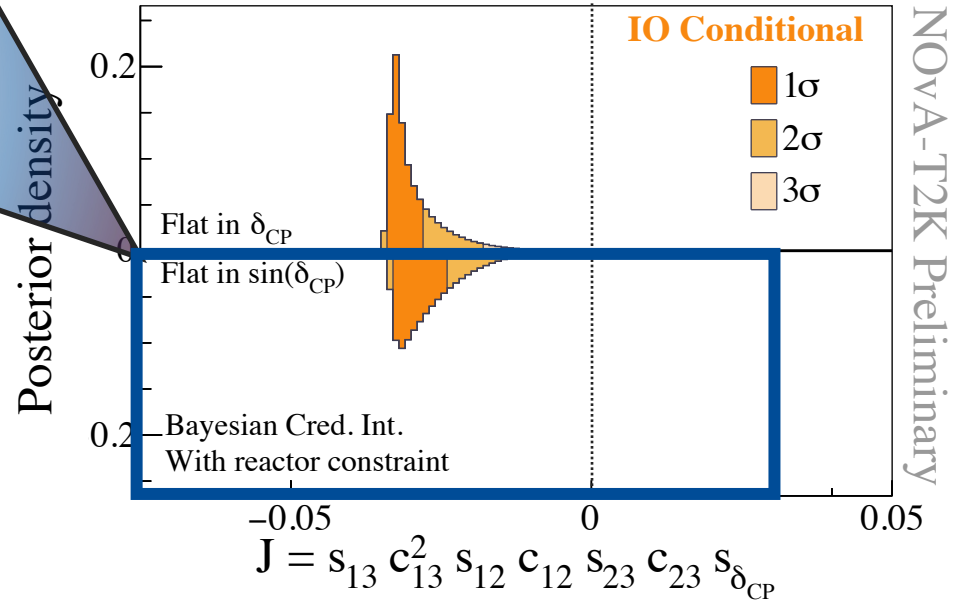 IO Conditional
1σ
2σ
3σ
0.2
Flat in δCP
0
Flat in sin(δCP)
0.2
Bayesian Cred. Int.
With reactor constraint
Posterior density
−0.05
0
0.05
J = s13 c²13 s12 c12 s23 c23 sδCP
NOvA-T2K Preliminary